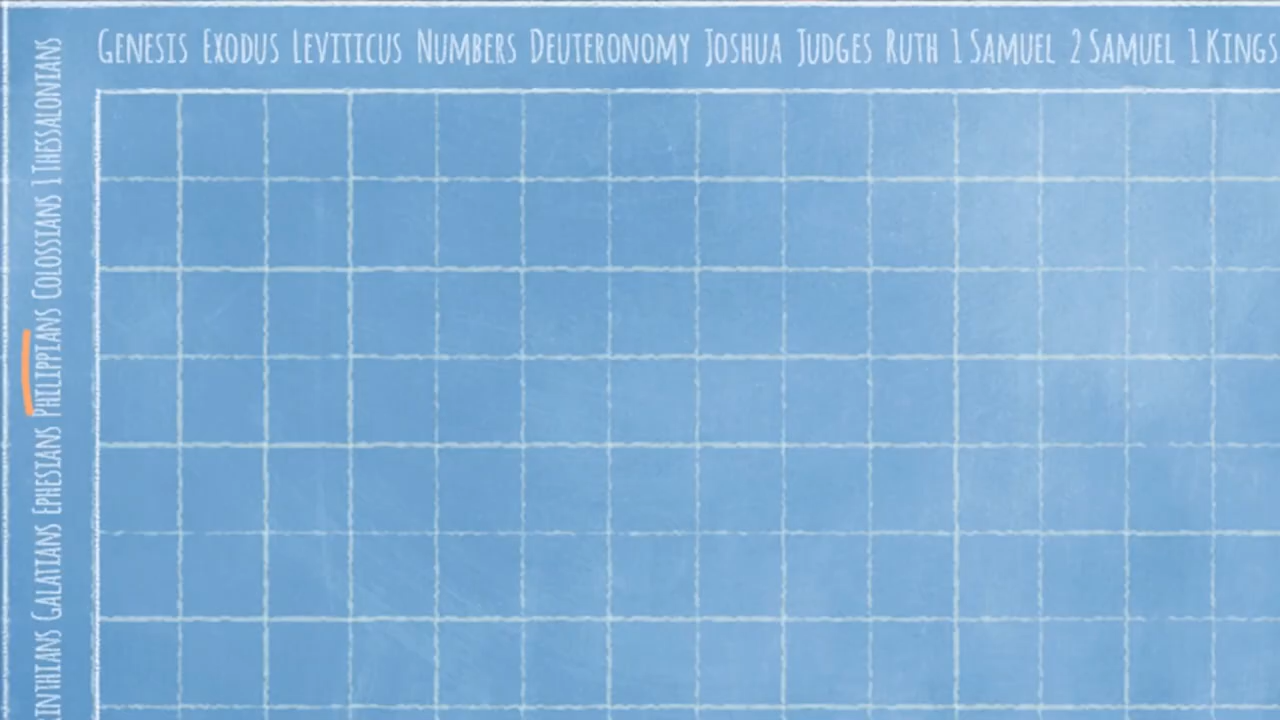 GENESIS EXODUS LEVITICUS NUMBERS DEUTERONOMY JOSHUA JUDGES RUTH 1 SAMUEL 2 SAMUEL 1 KINGS
INTHIANS GALATIANS EPHESIANS PHILIPPIANS COLOSSIANS 1 THESSALONIANS